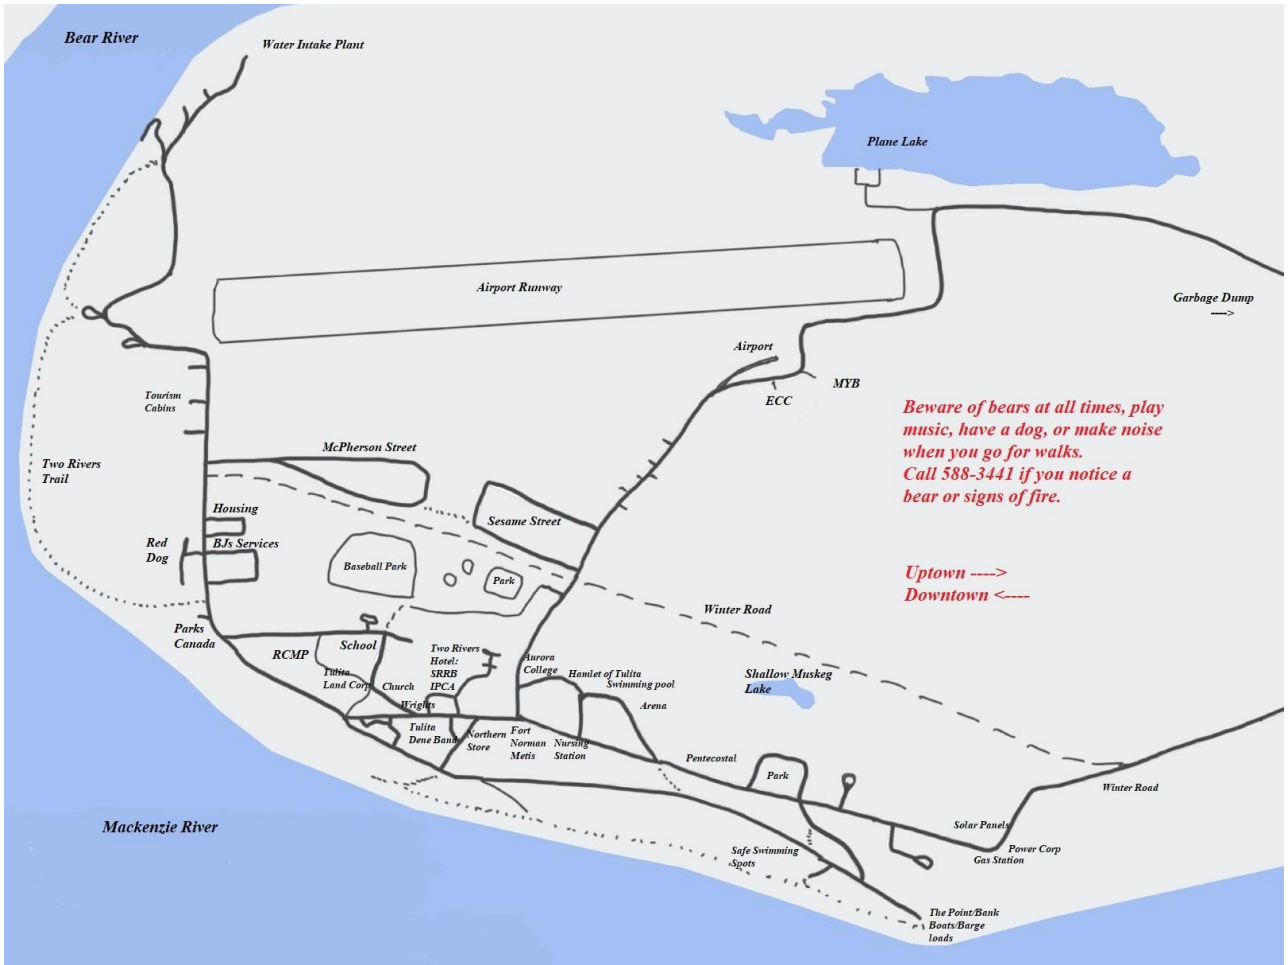 Bear River
Water Intake Plant
Plane Lake
Airport Runway
Garbage Dump
---->
Airport
MYB
ECC
Tourism
Cabins
Beware of bears at all times, play
music, have a dog, or make noise
when you go for walks.
Call 588-3441 if you notice a
bear or signs of fire.
McPherson Street
Two Rivers
Trail
Housing
Sesame Street
Red
Dog
BJs Services
Baseball Park
Park
Uptown ---->
Downtown <----
Winter Road
Parks
Canada
RCMP
School
Two Rivers
Hotel:
SRRB
IPCA
Aurora
College
Hamlet of Tulita
Swimming pool
Shallow Muskeg
Lake
Tulita
Land Corp
Church
Wrights
Arena
Tulita
Dene Band
Northern
Store
Fort
Norman
Metis
Nursing
Station
Pentecostal
Park
Winter Road
Mackenzie River
Solar Panels
Power Corp
Gas Station
Safe Swimming
Spots
The Point/Bank
Boats/Barge
loads